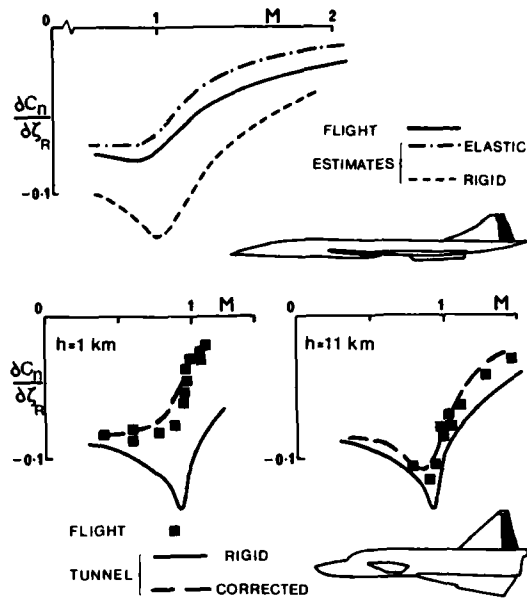 0 1 M 2
δCn
δζR
-0·1
FLIGHT
ESTIMATES
ELASTIC
RIGID
0 1 M
h=1 km
δCn
δζR
-0·1
0 1 M
h=11 km
-0·1
FLIGHT
TUNNEL
RIGID
CORRECTED